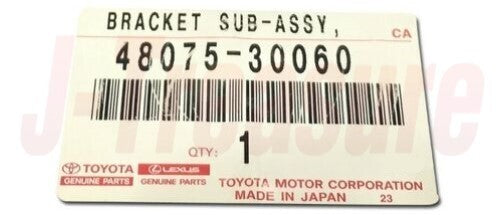 BRACKET SUB-ASSY,
CA
48075-30060
J-Treasure
QTY: 1
TOYOTA LEXUS TOYOTA MOTOR CORPORATION
GENUINE PARTS GENUINE PARTS MADE IN JAPAN 23